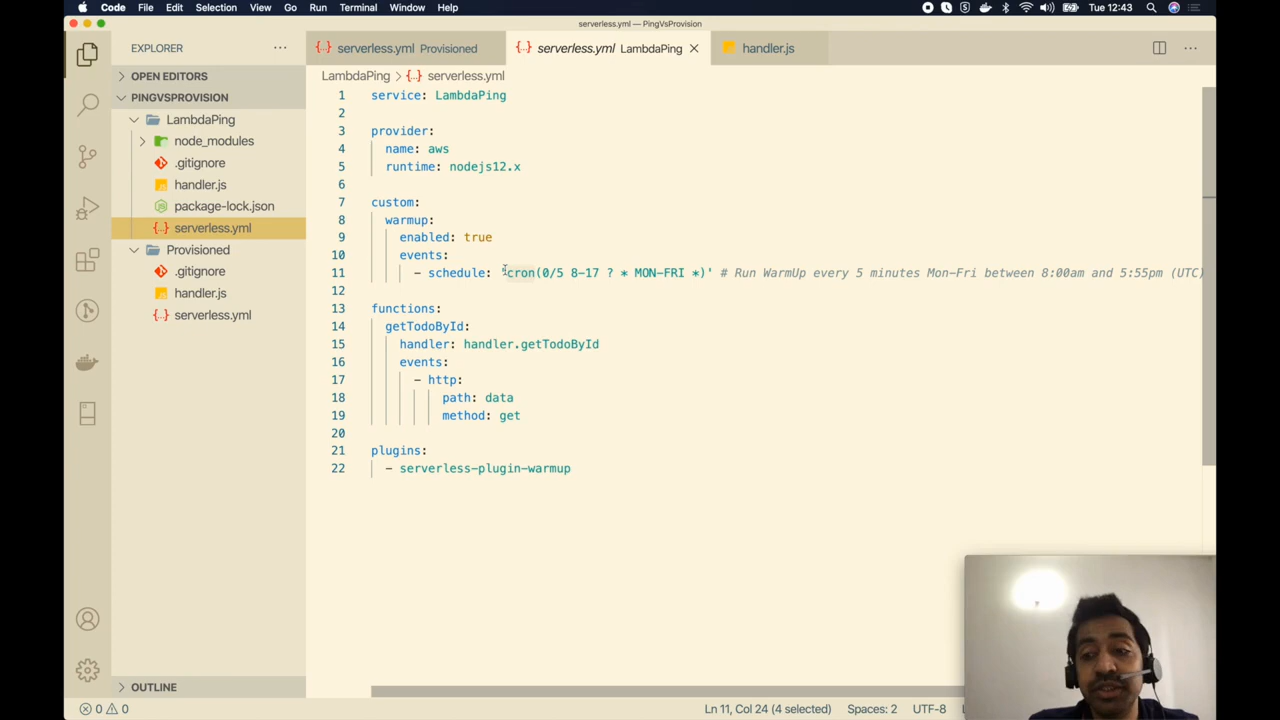 Code File Edit Selection View Go Run Terminal Window Help Tue 12:43
serverless.yml — PingVsProvision
EXPLORER
serverless.yml Provisioned
serverless.yml LambdaPing
handler.js
OPEN EDITORS
PINGVSPROVISION
LambdaPing
node_modules
.gitignore
handler.js
package-lock.json
serverless.yml
Provisioned
.gitignore
handler.js
serverless.yml
OUTLINE
LambdaPing > serverless.yml
1 service: LambdaPing
2
3 provider:
4 name: aws
5 runtime: nodejs12.x
6
7 custom:
8 warmup:
9 enabled: true
10 events:
11 - schedule: 'cron(0/5 8-17 ? * MON-FRI *)' # Run WarmUp every 5 minutes Mon-Fri between 8:00am and 5:55pm (UTC)
12
13 functions:
14 getTodoById:
15 handler: handler.getTodoById
16 events:
17 - http:
18 path: data
19 method: get
20
21 plugins:
22 - serverless-plugin-warmup
0 0 Ln 11, Col 24 (4 selected) Spaces: 2 UTF-8